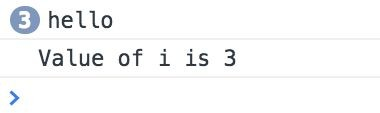 3 hello
Value of i is 3
>